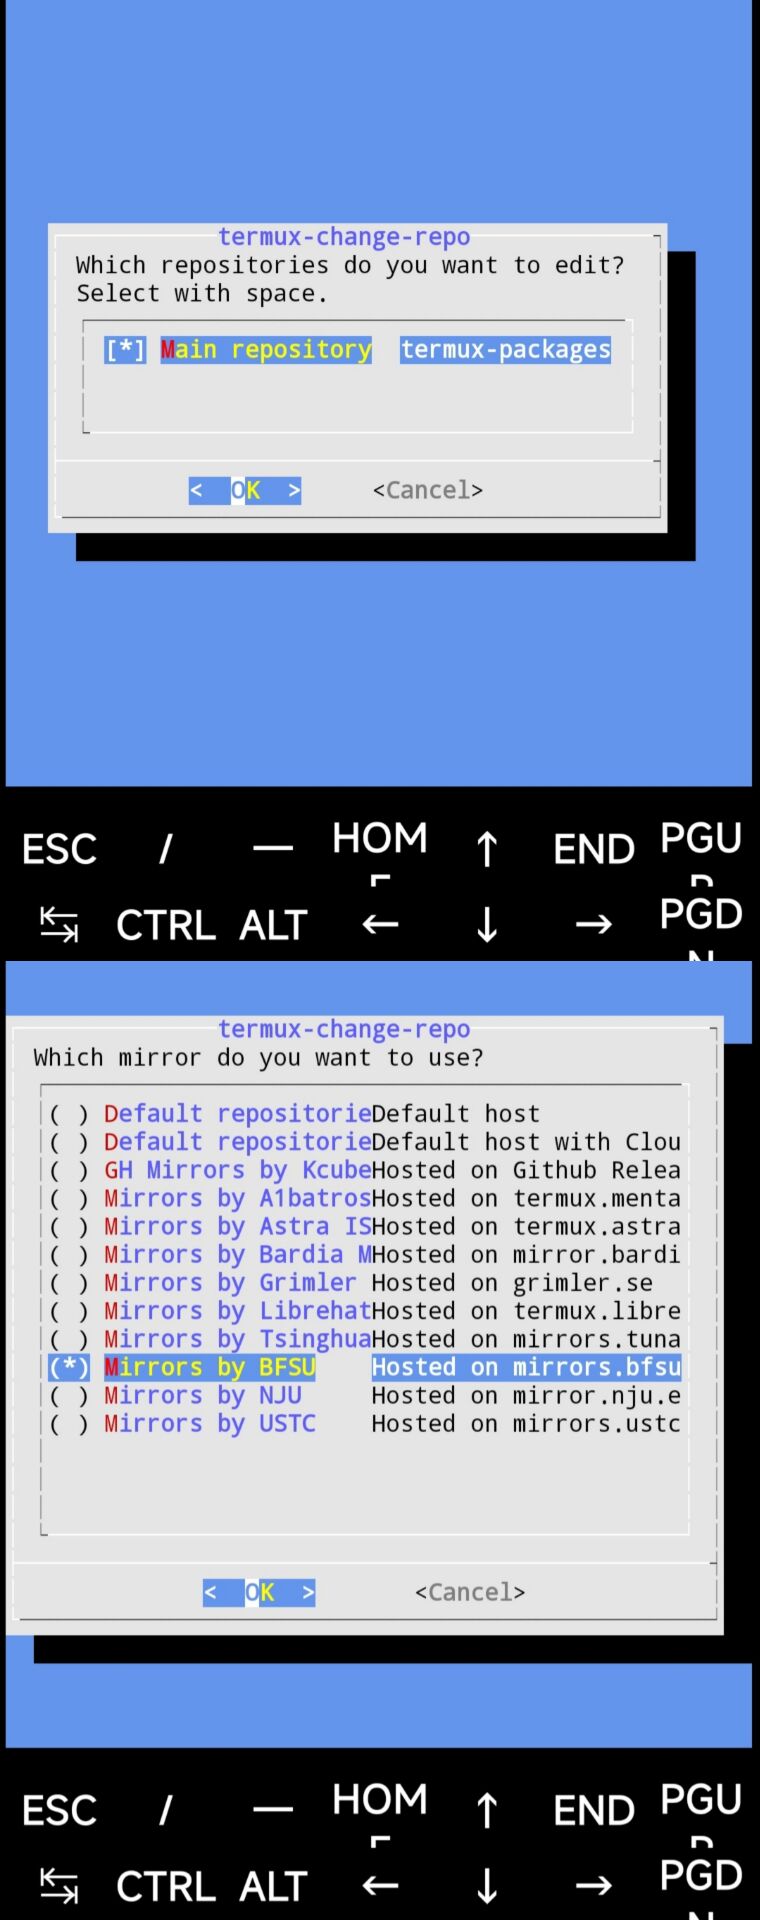 termux-change-repo
Which repositories do you want to edit?
Select with space.
[*] Main repository termux-packages
< OK > <Cancel>
ESC / — HOM ↑ END PGU
↹ CTRL ALT ← ↓ → PGD
termux-change-repo
Which mirror do you want to use?
( ) Default repositorieDefault host
( ) Default repositorieDefault host with Clou
( ) GH Mirrors by KcubeHosted on Github Relea
( ) Mirrors by A1batrosHosted on termux.menta
( ) Mirrors by Astra ISHosted on termux.astra
( ) Mirrors by Bardia MHosted on mirror.bardi
( ) Mirrors by Grimler Hosted on grimler.se
( ) Mirrors by LibrehatHosted on termux.libre
( ) Mirrors by TsinghuaHosted on mirrors.tuna
(*) Mirrors by BFSU Hosted on mirrors.bfsu
( ) Mirrors by NJU Hosted on mirror.nju.e
( ) Mirrors by USTC Hosted on mirrors.ustc
< OK > <Cancel>
ESC / — HOM ↑ END PGU
↹ CTRL ALT ← ↓ → PGD